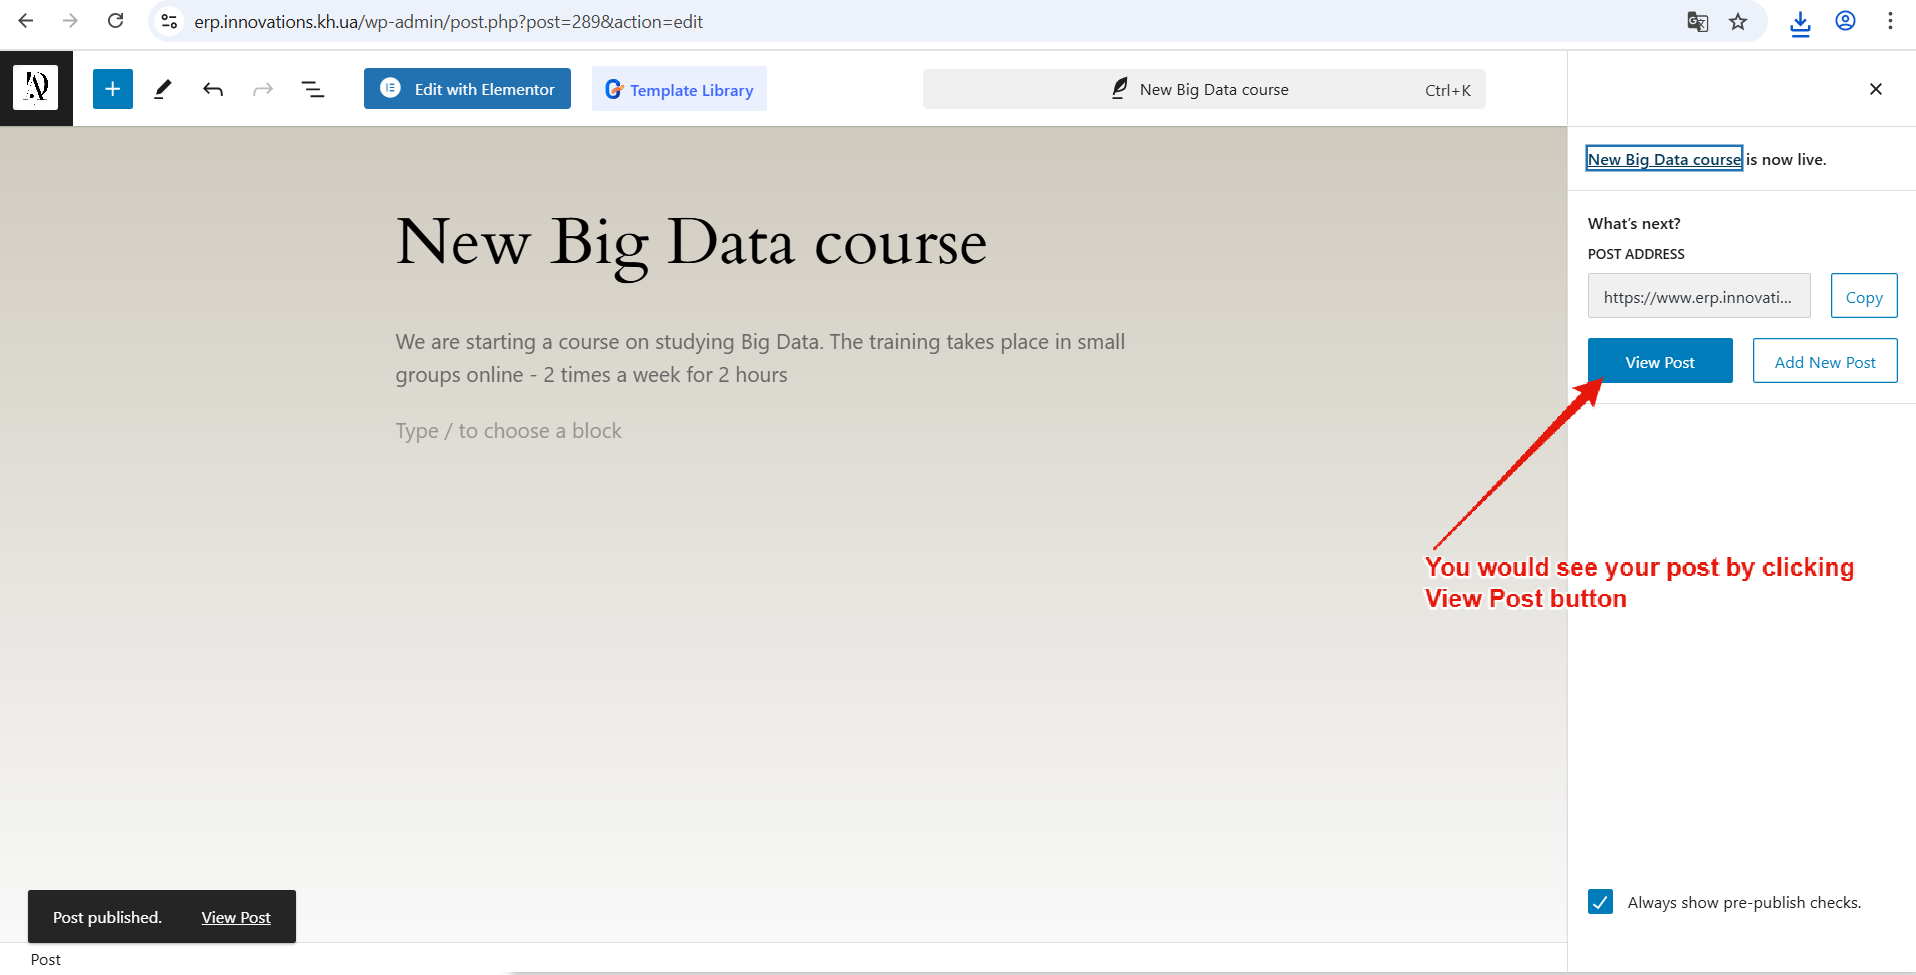 erp.innovations.kh.ua/wp-admin/post.php?post=289&action=edit
Edit with Elementor
Template Library
New Big Data course
Ctrl+K
New Big Data course is now live.
What’s next?
POST ADDRESS
https://www.erp.innovati...
Copy
View Post
Add New Post
New Big Data course
We are starting a course on studying Big Data. The training takes place in small
groups online - 2 times a week for 2 hours
Type / to choose a block
You would see your post by clicking
View Post button
Always show pre-publish checks.
Post published.
View Post
Post